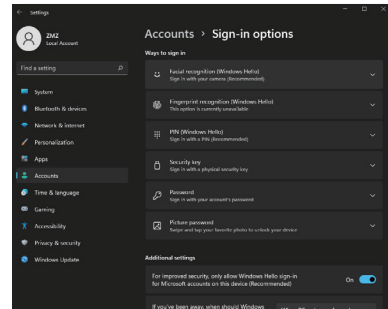 Settings
ZMZ
Local Account
Find a setting
System
Bluetooth & devices
Network & internet
Personalization
Apps
Accounts
Time & language
Gaming
Accessibility
Privacy & security
Windows Update
Accounts > Sign-in options
Ways to sign in
Facial recognition (Windows Hello)
Sign in with your camera (Recommended)
Fingerprint recognition (Windows Hello)
This option is currently unavailable
PIN (Windows Hello)
Sign in with a PIN (Recommended)
Security key
Sign in with a physical security key
Password
Sign in with your account's password
Picture password
Swipe and tap your favorite photo to unlock your device
Additional settings
For improved security, only allow Windows Hello sign-in
for Microsoft accounts on this device (Recommended)
On
If you've been away, when should Windows